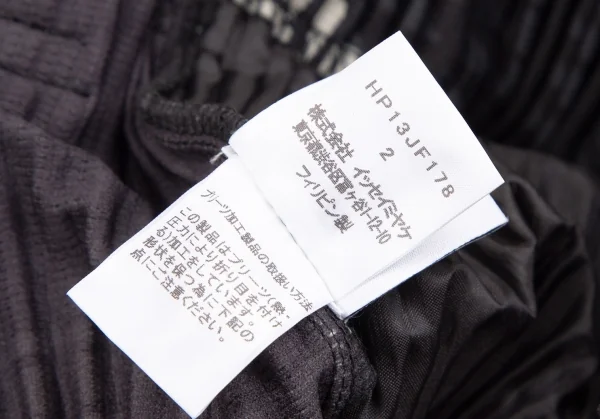 HP13JF178
2
株式会社 イッセイミヤケ
東京都渋谷区富ヶ谷1-12-10
フィリピン製
プリーツ加工製品の取扱い方法
この製品はプリーツ(熱・
圧力により折り目を付け
る)加工をしています。
形状を保つ為に下記の
点にご注意ください。